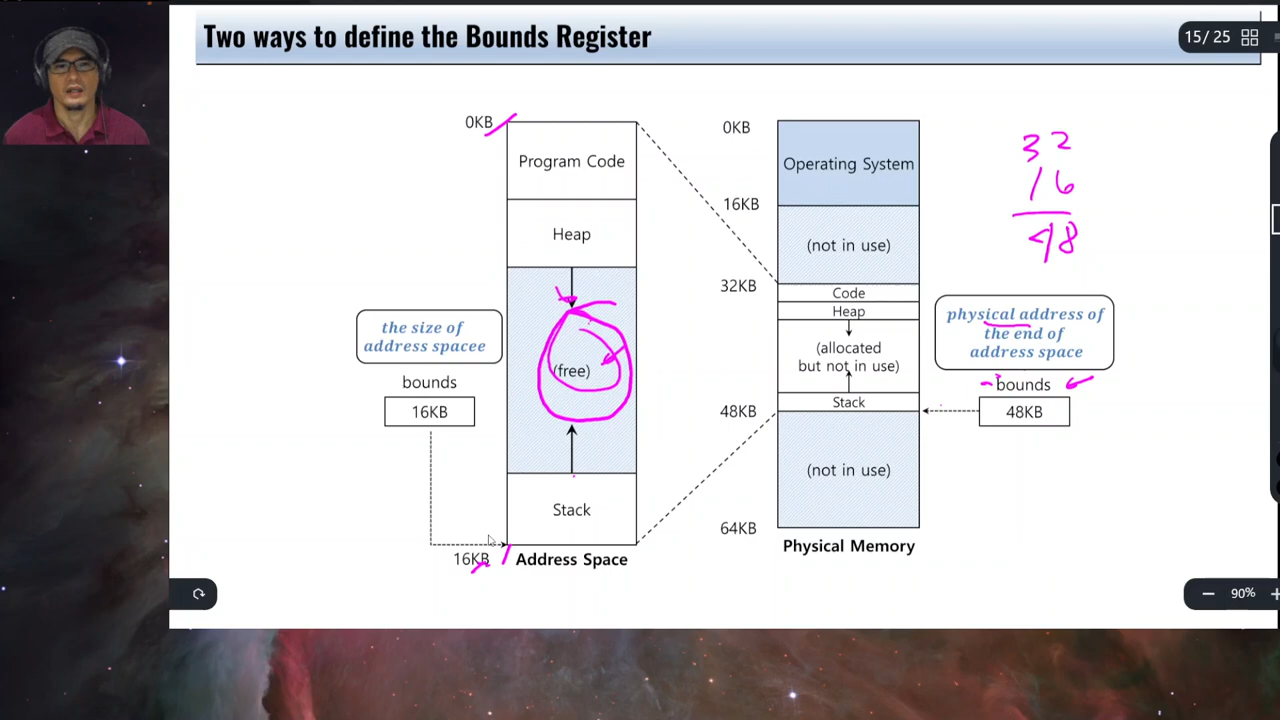 Two ways to define the Bounds Register
15/ 25
0KB
Program Code
Heap
(free)
Stack
16KB
Address Space
the size of
address spacee
bounds
16KB
0KB
Operating System
16KB
(not in use)
32KB
Code
Heap
(allocated
but not in use)
Stack
48KB
(not in use)
64KB
Physical Memory
32
16
48
physical address of
the end of
address space
bounds
48KB
90%